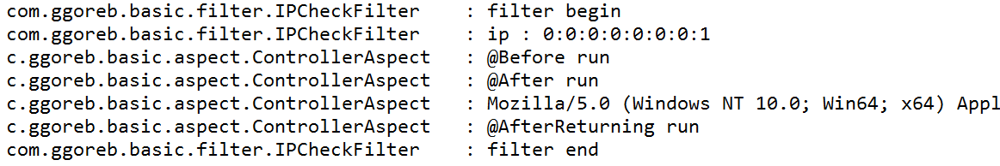 com.ggoreb.basic.filter.IPCheckFilter : filter begin
com.ggoreb.basic.filter.IPCheckFilter : ip : 0:0:0:0:0:0:0:1
c.ggoreb.basic.aspect.ControllerAspect : @Before run
c.ggoreb.basic.aspect.ControllerAspect : @After run
c.ggoreb.basic.aspect.ControllerAspect : Mozilla/5.0 (Windows NT 10.0; Win64; x64) Appl
c.ggoreb.basic.aspect.ControllerAspect : @AfterReturning run
com.ggoreb.basic.filter.IPCheckFilter : filter end